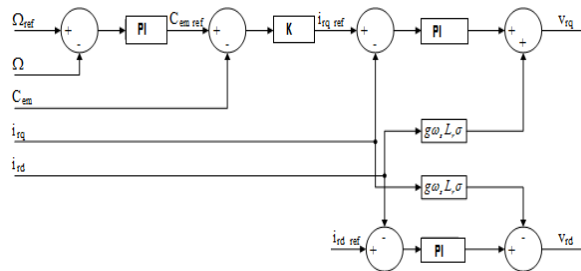 Ω_ref + - PI C_em ref + - K i_rq ref + - PI + + v_rq
Ω
C_em
i_rq
i_rd
gω_s L_r σ
gω_s L_r σ
i_rd ref + - PI + - v_rd